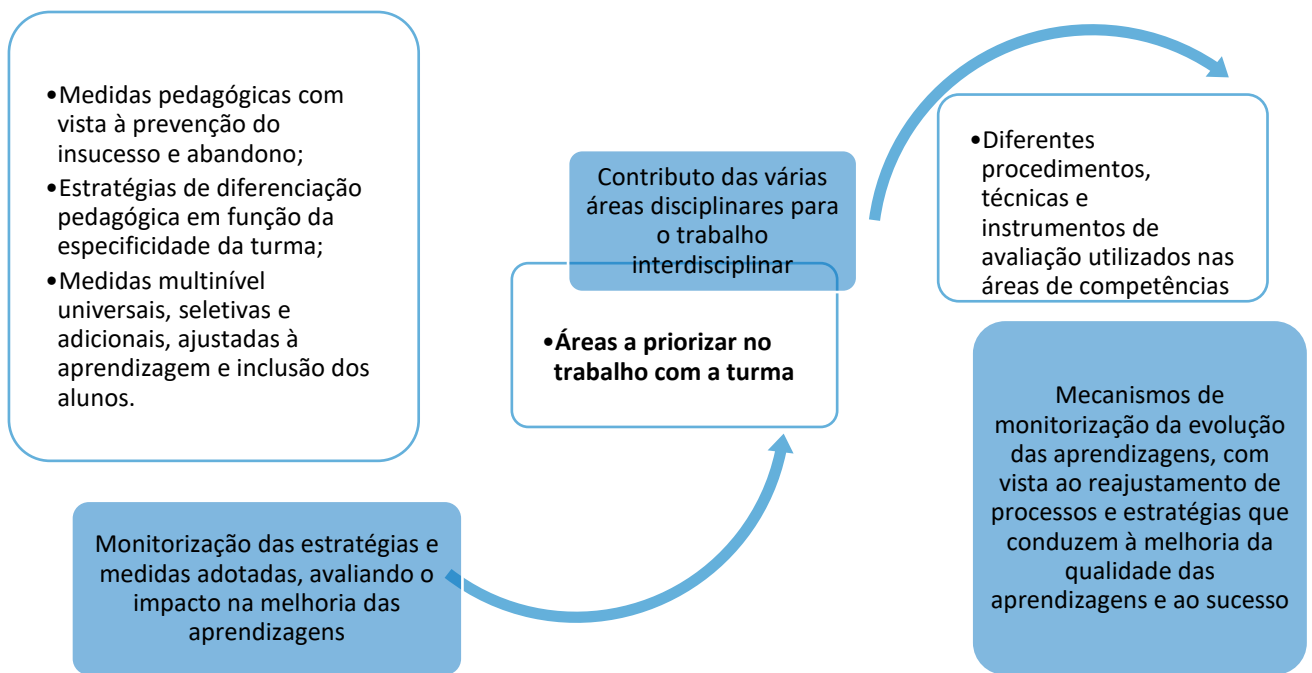 •Medidas pedagógicas com
vista à prevenção do
insucesso e abandono;
•Estratégias de diferenciação
pedagógica em função da
especificidade da turma;
•Medidas multinível
universais, seletivas e
adicionais, ajustadas à
aprendizagem e inclusão dos
alunos.
Monitorização das estratégias e
medidas adotadas, avaliando o
impacto na melhoria das
aprendizagens
Contributo das várias
áreas disciplinares para
o trabalho
interdisciplinar
•Áreas a priorizar no
trabalho com a turma
•Diferentes
procedimentos,
técnicas e
instrumentos de
avaliação utilizados nas
áreas de competências
Mecanismos de
monitorização da evolução
das aprendizagens, com
vista ao reajustamento de
processos e estratégias que
conduzem à melhoria da
qualidade das
aprendizagens e ao sucesso